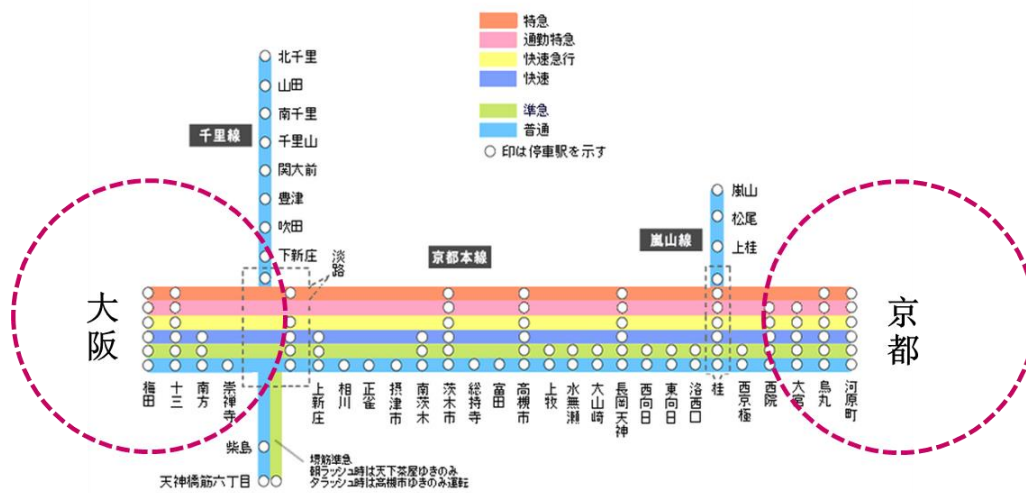 特急
通勤特急
快速急行
快速
準急
普通
○ 印は停車駅を示す
北千里
山田
南千里
千里山
関大前
豊津
吹田
下新庄
千里線
淡路
京都本線
嵐山線
嵐山
松尾
上桂
大阪
京都
梅田
十三
南方
崇禅寺
上新庄
相川
正雀
摂津市
南茨木
茨木市
総持寺
富田
高槻市
上牧
水無瀬
大山崎
長岡天神
西向日
東向日
洛西口
桂
西京極
西院
大宮
烏丸
河原町
柴島
天神橋筋六丁目
堺筋準急
朝ラッシュ時は天下茶屋ゆきのみ
夕ラッシュ時は高槻市ゆきのみ運転